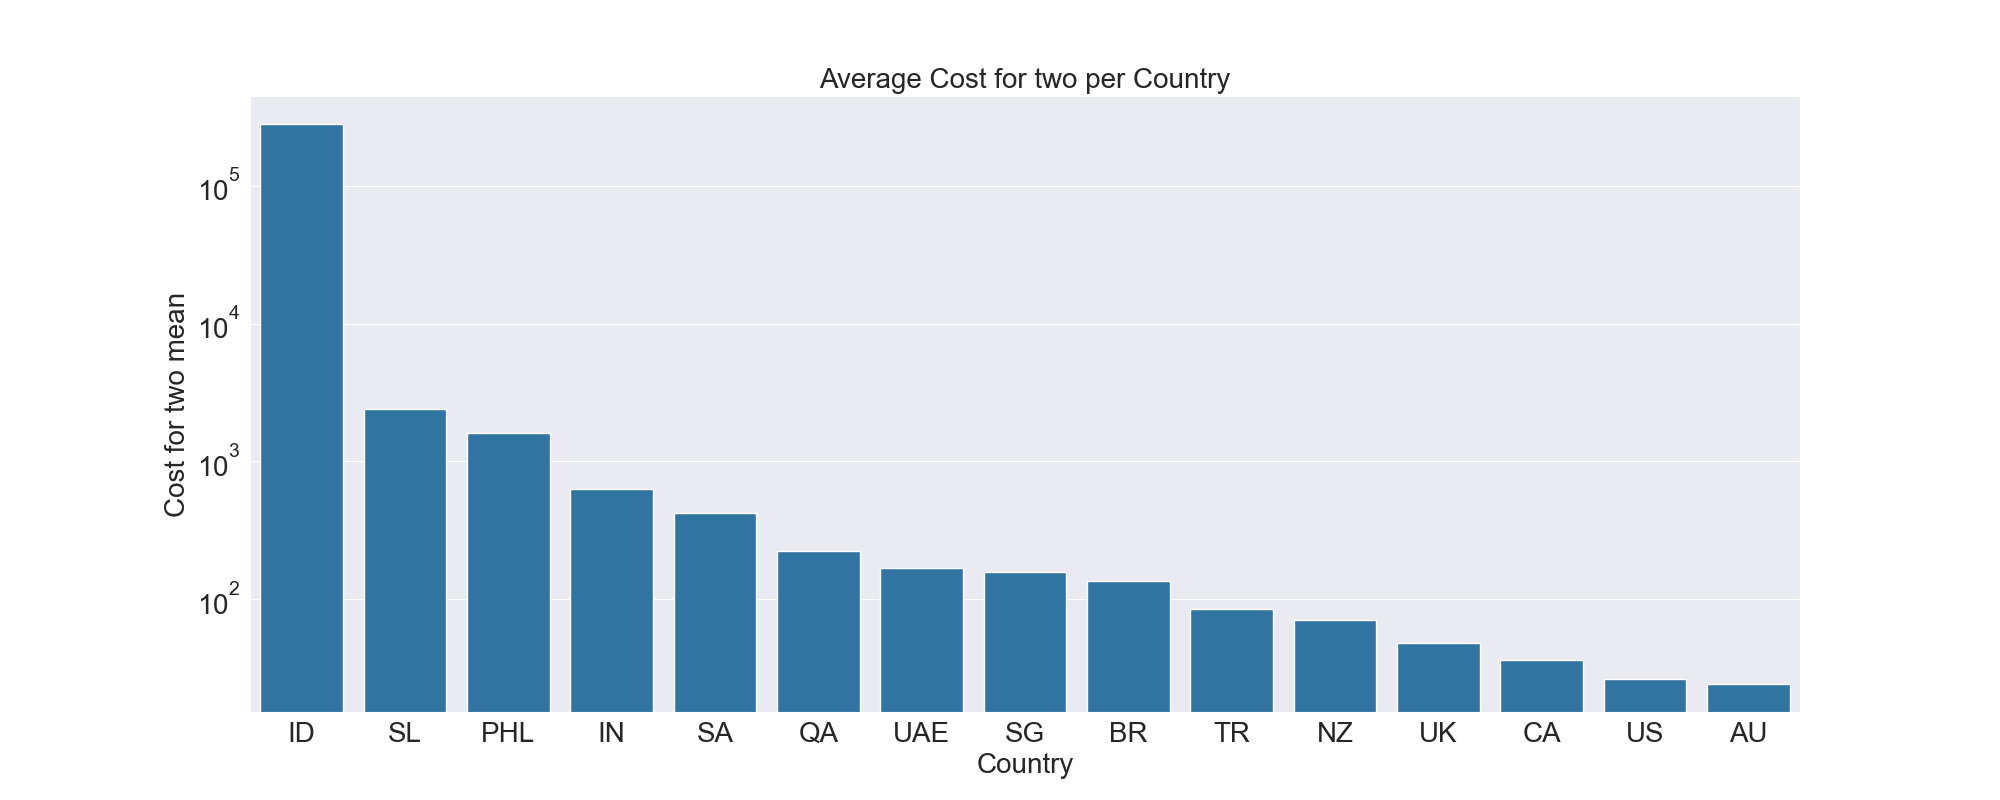 Average Cost for two per Country
Cost for two mean
10^5
10^4
10^3
10^2
ID SL PHL IN SA QA UAE SG BR TR NZ UK CA US AU
Country